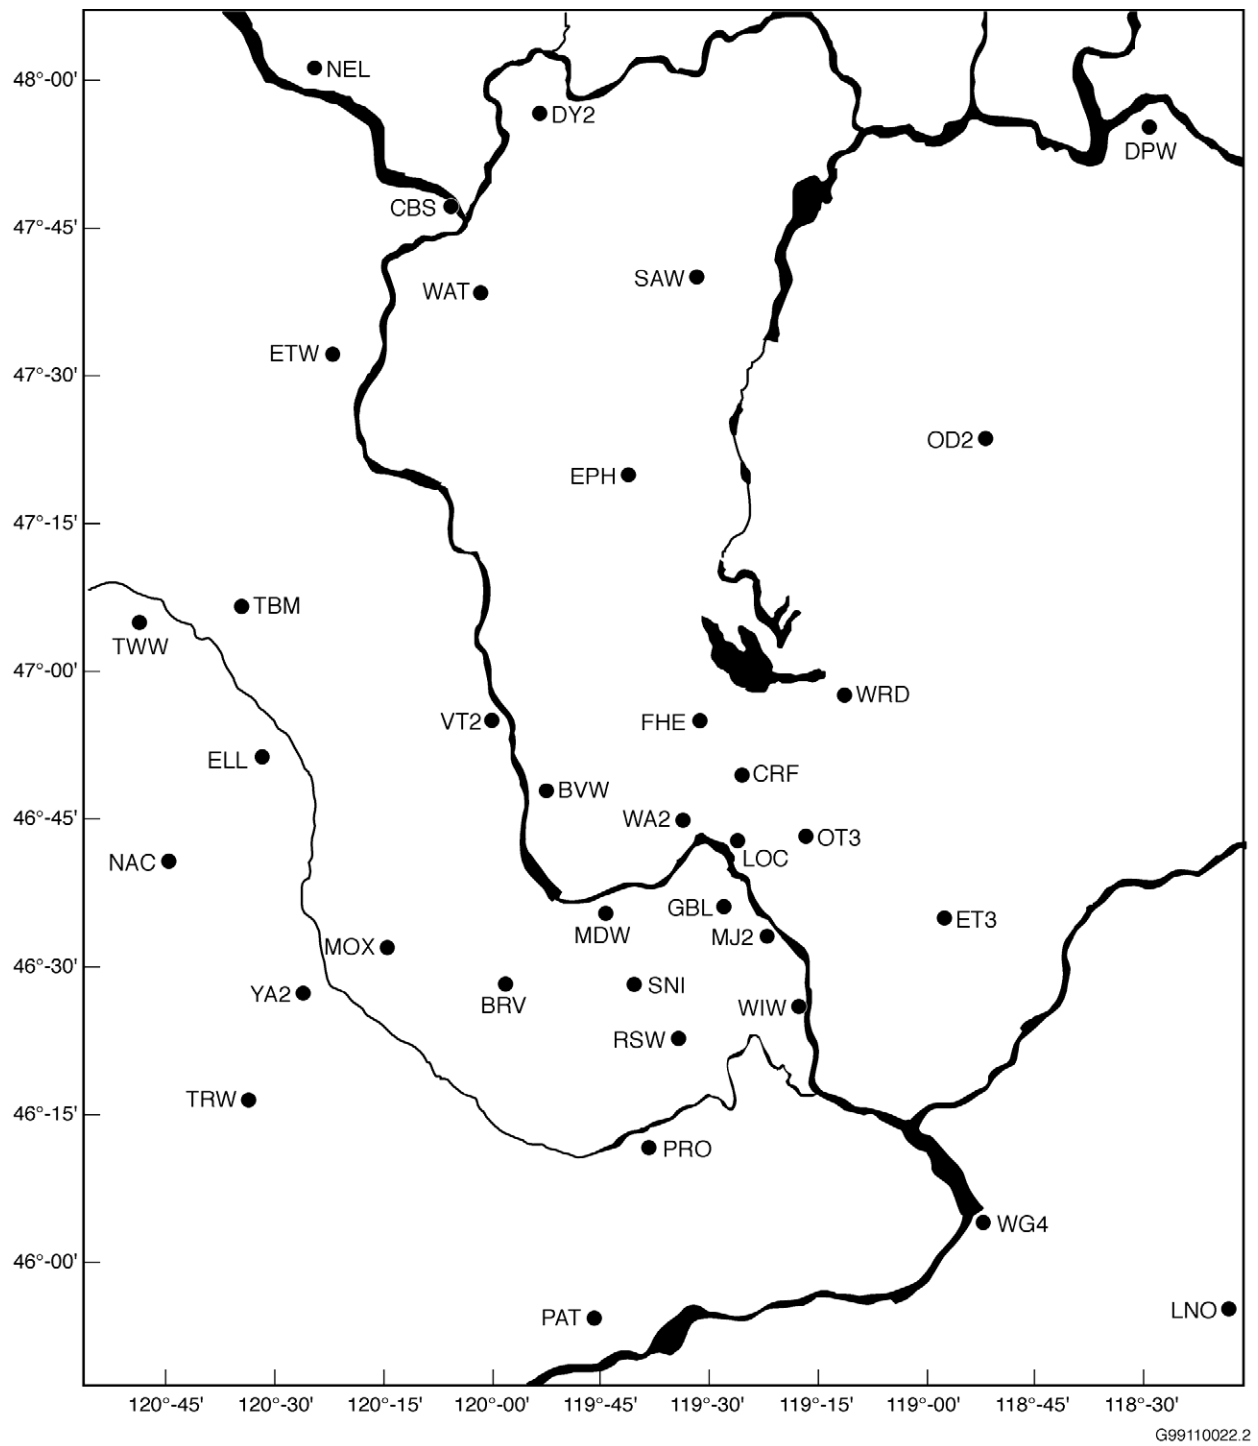 48°-00'
NEL
DY2
DPW
CBS
47°-45'
SAW
WAT
ETW
47°-30'
OD2
EPH
47°-15'
TBM
TWW
47°-00'
WRD
VT2
FHE
ELL
CRF
BVW
46°-45'
WA2
OT3
LOC
NAC
GBL
ET3
MDW
MJ2
MOX
46°-30'
YA2
BRV
SNI
WIW
RSW
TRW
46°-15'
PRO
WG4
46°-00'
PAT
LNO
120°-45' 120°-30' 120°-15' 120°-00' 119°-45' 119°-30' 119°-15' 119°-00' 118°-45' 118°-30'
G99110022.2